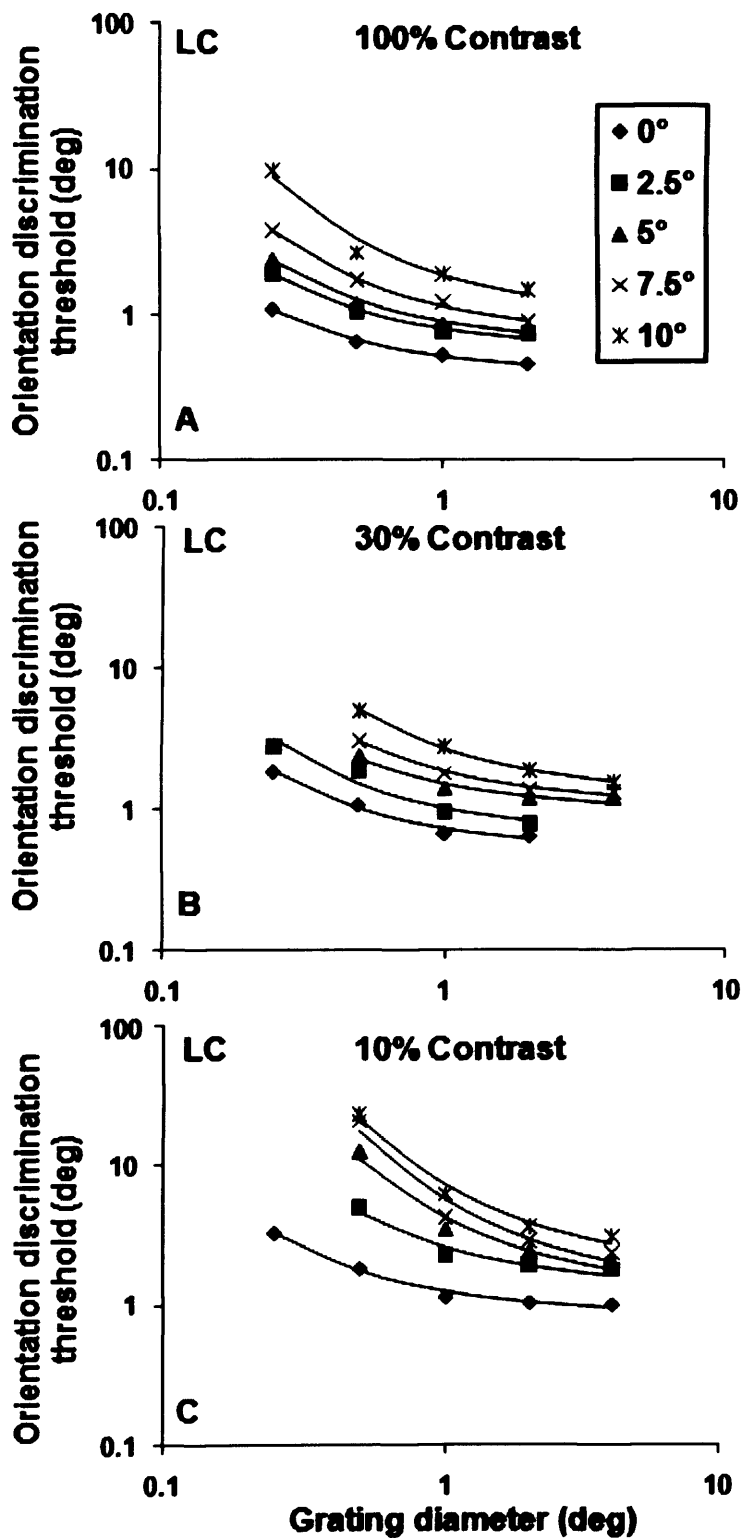 LC 100% Contrast
100
10
1
0.1
Orientation discrimination
threshold (deg)
0°
2.5°
5°
7.5°
10°
A
0.1 1 10
LC 30% Contrast
100
10
1
0.1
Orientation discrimination
threshold (deg)
B
0.1 1 10
LC 10% Contrast
100
10
1
0.1
Orientation discrimination
threshold (deg)
C
0.1 1 10
Grating diameter (deg)